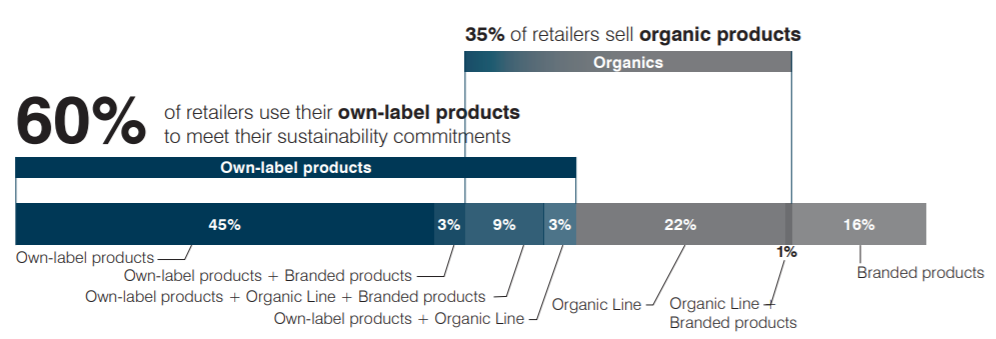 35% of retailers sell organic products
Organics
60% of retailers use their own-label products
to meet their sustainability commitments
Own-label products
45% 3% 9% 3% 22% 16%
1%
Own-label products
Own-label products + Branded products
Own-label products + Organic Line + Branded products
Own-label products + Organic Line
Organic Line
Organic Line +
Branded products
Branded products